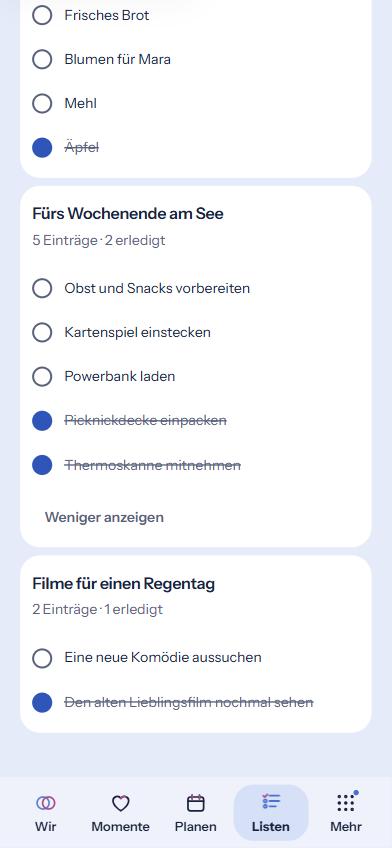 Frisches Brot
Blumen für Mara
Mehl
Äpfel
Fürs Wochenende am See
5 Einträge · 2 erledigt
Obst und Snacks vorbereiten
Kartenspiel einstecken
Powerbank laden
Picknickdecke einpacken
Thermoskanne mitnehmen
Weniger anzeigen
Filme für einen Regentag
2 Einträge · 1 erledigt
Eine neue Komödie aussuchen
Den alten Lieblingsfilm nochmal sehen
Wir Momente Planen Listen Mehr